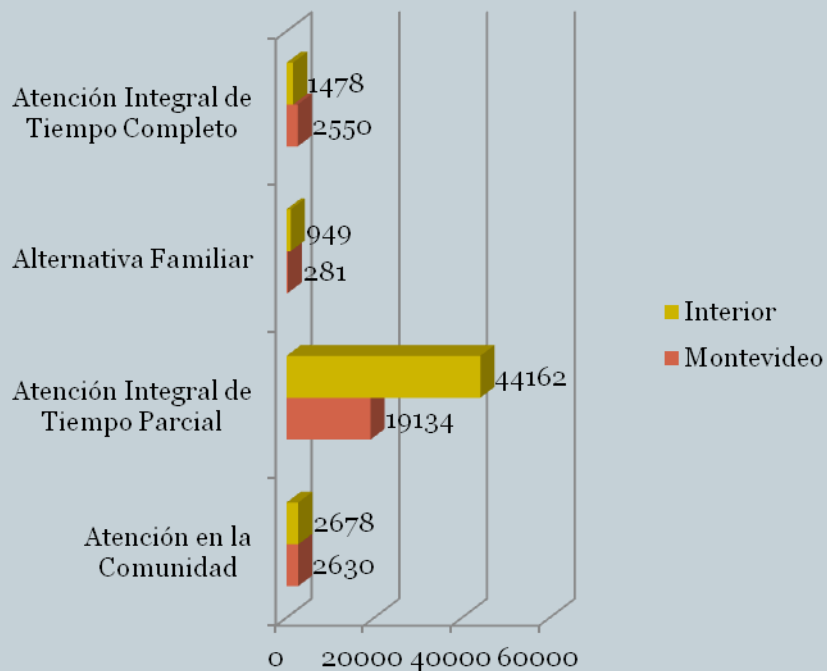 Atención Integral de
Tiempo Completo
1478
2550
Alternativa Familiar
949
281
Atención Integral de
Tiempo Parcial
44162
19134
Atención en la
Comunidad
2678
2630
0 20000 40000 60000
Interior
Montevideo